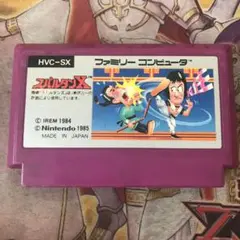 HVC-SX
ファミリー コンピュータ
スパルタンX
© IREM 1984
© Nintendo 1985
MADE IN JAPAN